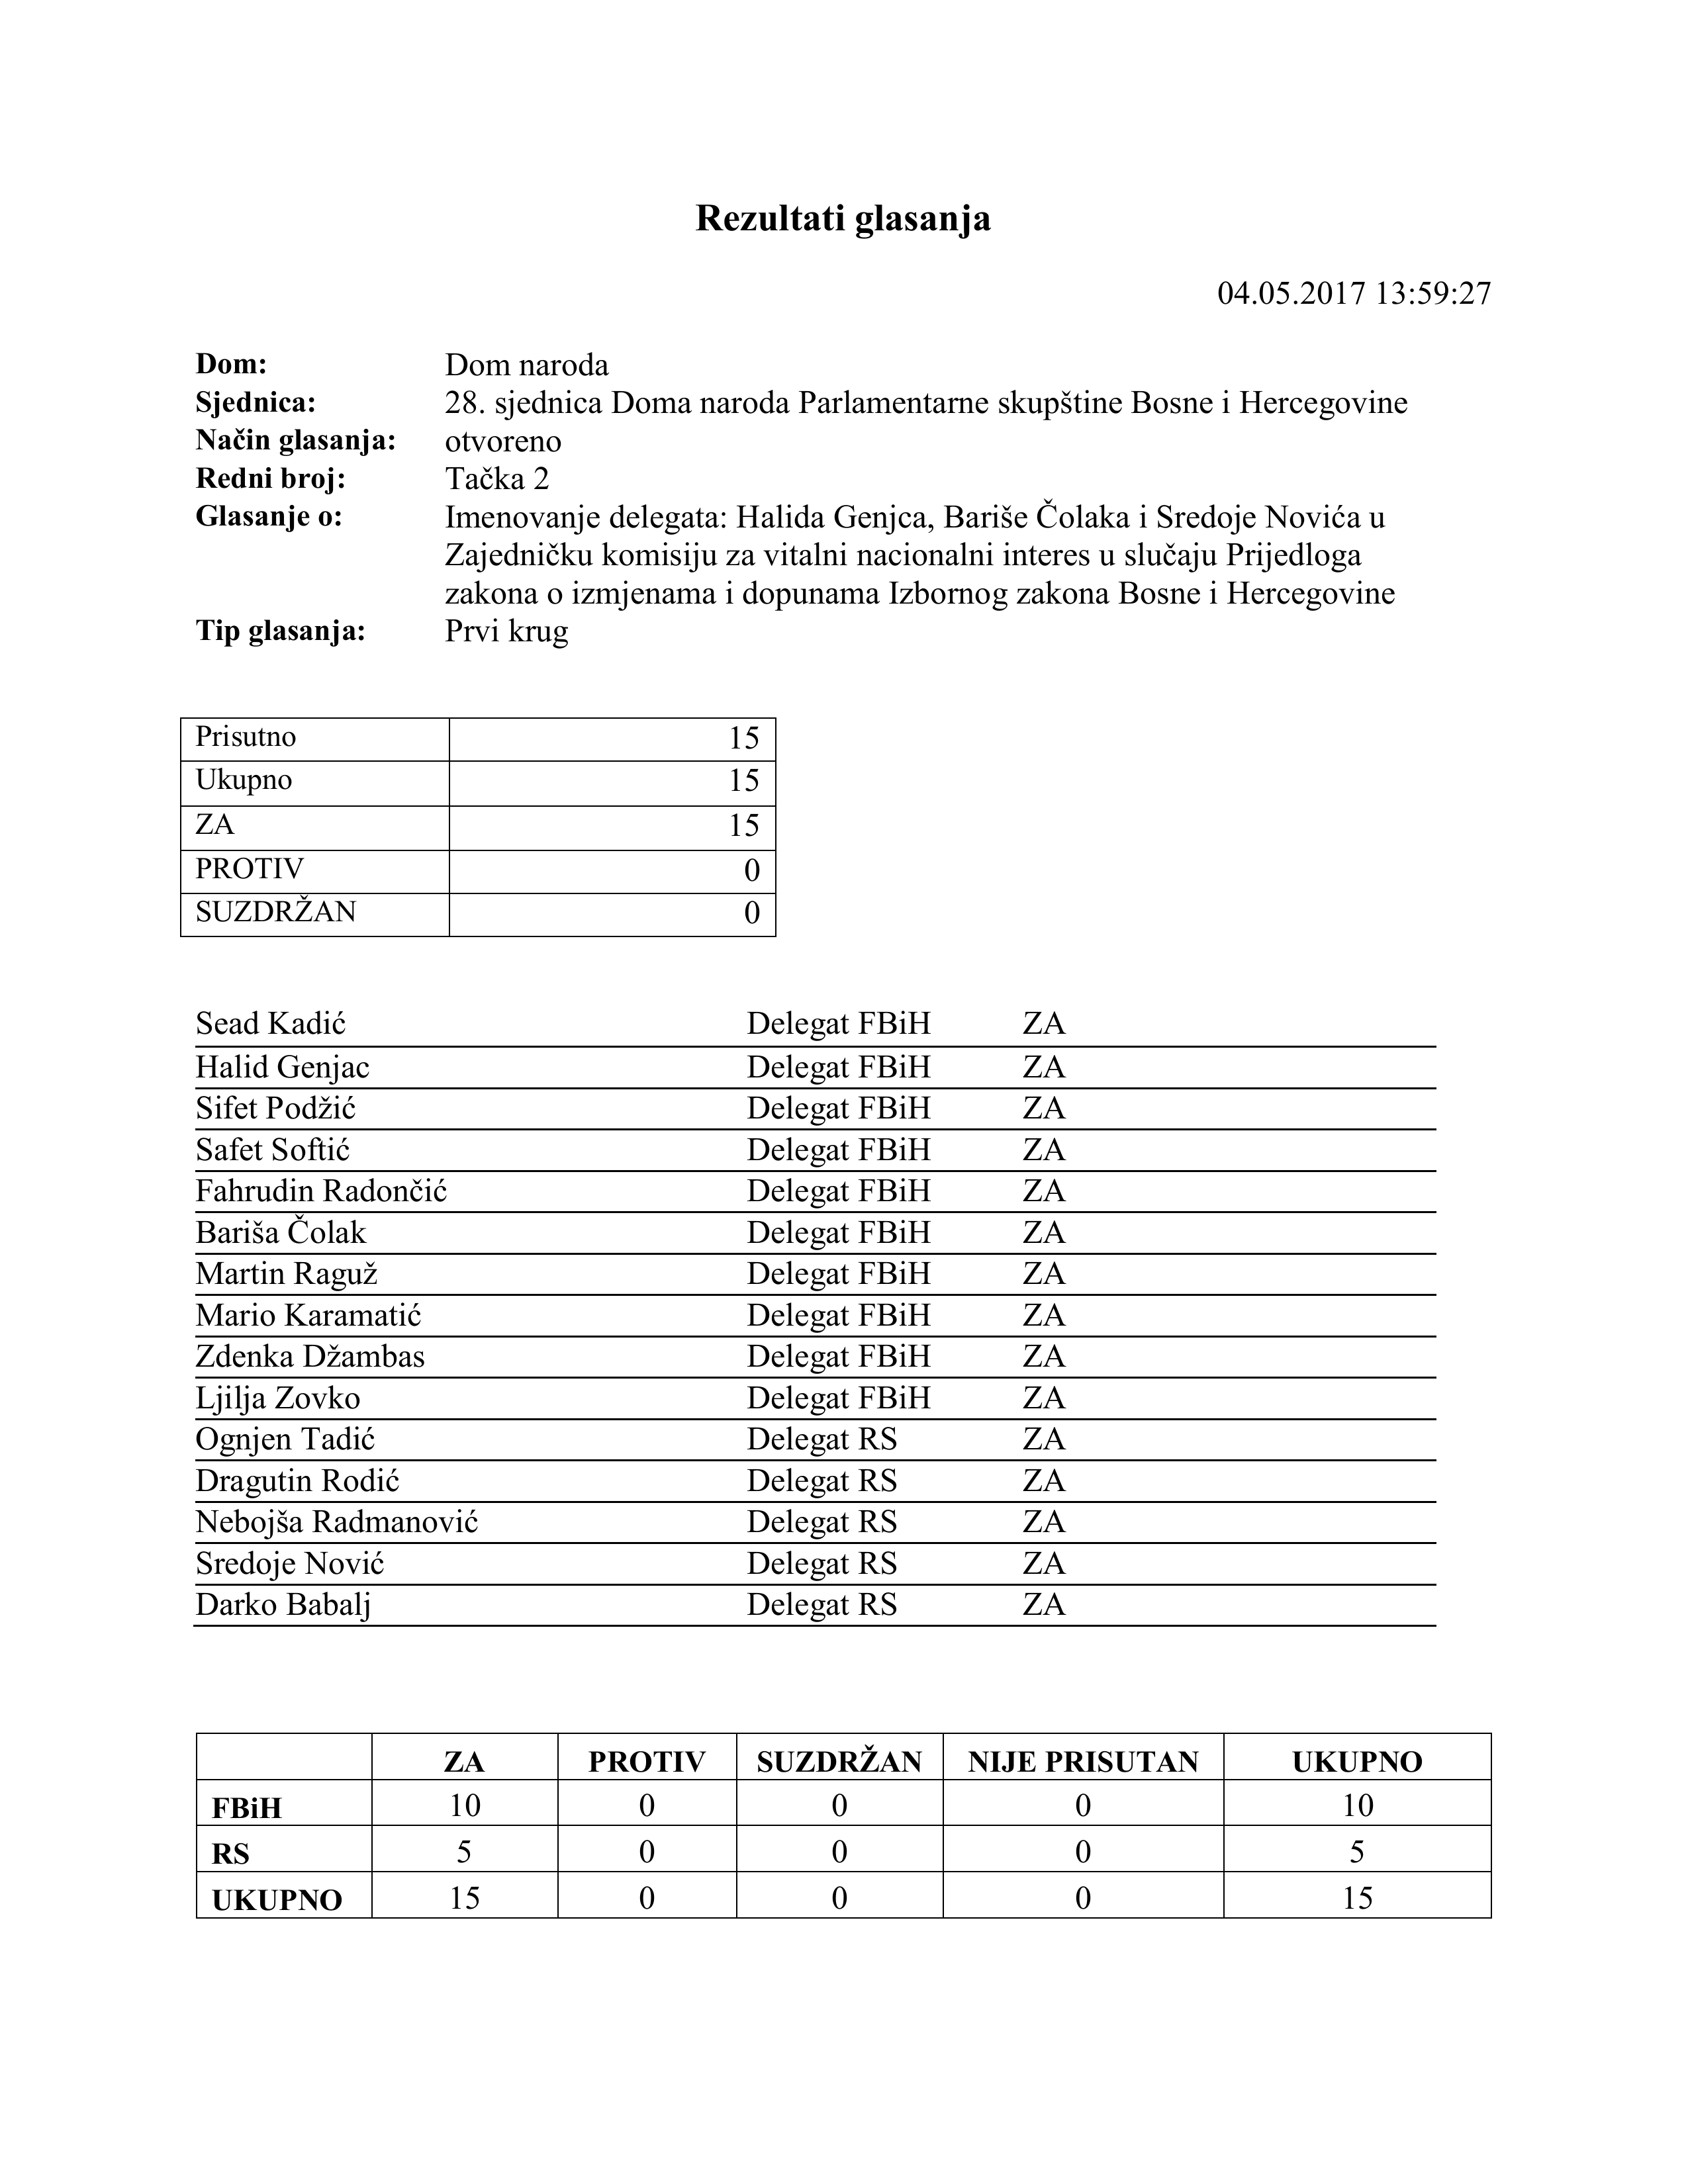 Rezultati glasanja
04.05.2017 13:59:27
Dom: Dom naroda
Sjednica: 28. sjednica Doma naroda Parlamentarne skupštine Bosne i Hercegovine
Način glasanja: otvoreno
Redni broj: Tačka 2
Glasanje o: Imenovanje delegata: Halida Genjca, Bariše Čolaka i Sredoje Novića u
Zajedničku komisiju za vitalni nacionalni interes u slučaju Prijedloga
zakona o izmjenama i dopunama Izbornog zakona Bosne i Hercegovine
Tip glasanja: Prvi krug
Prisutno 15
Ukupno 15
ZA 15
PROTIV 0
SUZDRŽAN 0
Sead Kadić Delegat FBiH ZA
Halid Genjac Delegat FBiH ZA
Sifet Podžić Delegat FBiH ZA
Safet Softić Delegat FBiH ZA
Fahrudin Radončić Delegat FBiH ZA
Bariša Čolak Delegat FBiH ZA
Martin Raguž Delegat FBiH ZA
Mario Karamatić Delegat FBiH ZA
Zdenka Džambas Delegat FBiH ZA
Ljilja Zovko Delegat FBiH ZA
Ognjen Tadić Delegat RS ZA
Dragutin Rodić Delegat RS ZA
Nebojša Radmanović Delegat RS ZA
Sredoje Nović Delegat RS ZA
Darko Babalj Delegat RS ZA
ZA PROTIV SUZDRŽAN NIJE PRISUTAN UKUPNO
FBiH 10 0 0 0 10
RS 5 0 0 0 5
UKUPNO 15 0 0 0 15